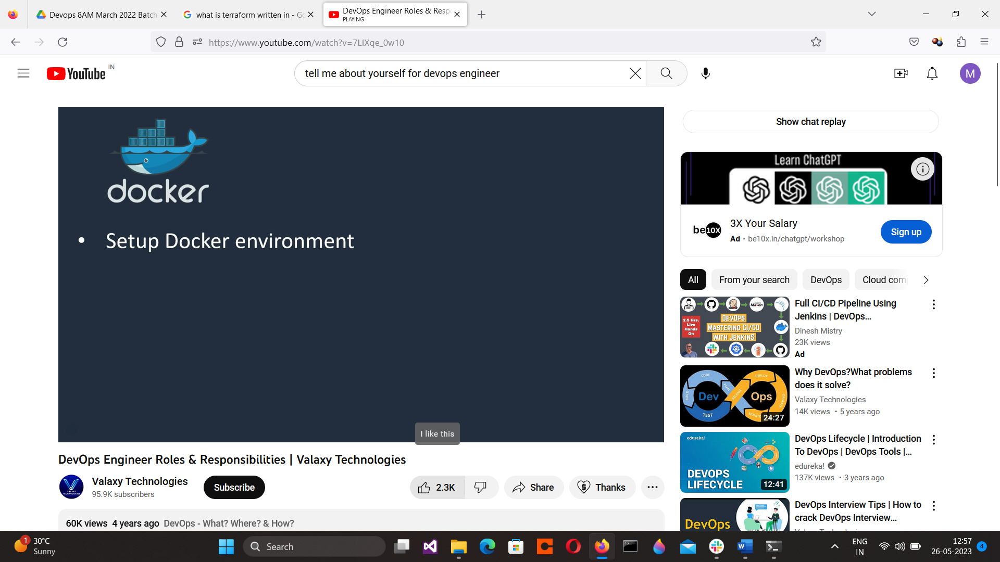 Devops 8AM March 2022 Batch
what is terraform written in - Go
DevOps Engineer Roles & Resp
PLAYING
https://www.youtube.com/watch?v=7LIXqe_0w10
YouTube IN
tell me about yourself for devops engineer
M
docker
• Setup Docker environment
I like this
DevOps Engineer Roles & Responsibilities | Valaxy Technologies
VALAXY TECHNOLOGIES
Valaxy Technologies
95.9K subscribers
Subscribe
2.3K
Share
Thanks
60K views 4 years ago DevOps - What? Where? & How?
Show chat replay
Learn ChatGPT
be10X
3X Your Salary
Ad · be10x.in/chatgpt/workshop
Sign up
All
From your search
DevOps
Cloud com
Maven
2.5 Hrs.
Live
Hands
On
DEVOPS
MASTERING CI/CD
WITH JENKINS
Full CI/CD Pipeline Using
Jenkins | DevOps...
Dinesh Mistry
23K views
Ad
CODE
DEPLOY
PLAN
RELEASE
BUILD
OPERATE
Dev
Ops
TEST
MONITO
24:27
Why DevOps?What problems
does it solve?
Valaxy Technologies
14K views • 5 years ago
edureka!
DEVOPS
LIFECYCLE
12:41
DevOps Lifecycle | Introduction
To DevOps | DevOps Tools |...
edureka!
137K views • 3 years ago
DevOps
DevOps Interview Tips | How to
crack DevOps Interview...
1
30°C
Sunny
Search
ENG
IN
12:57
26-05-2023
4